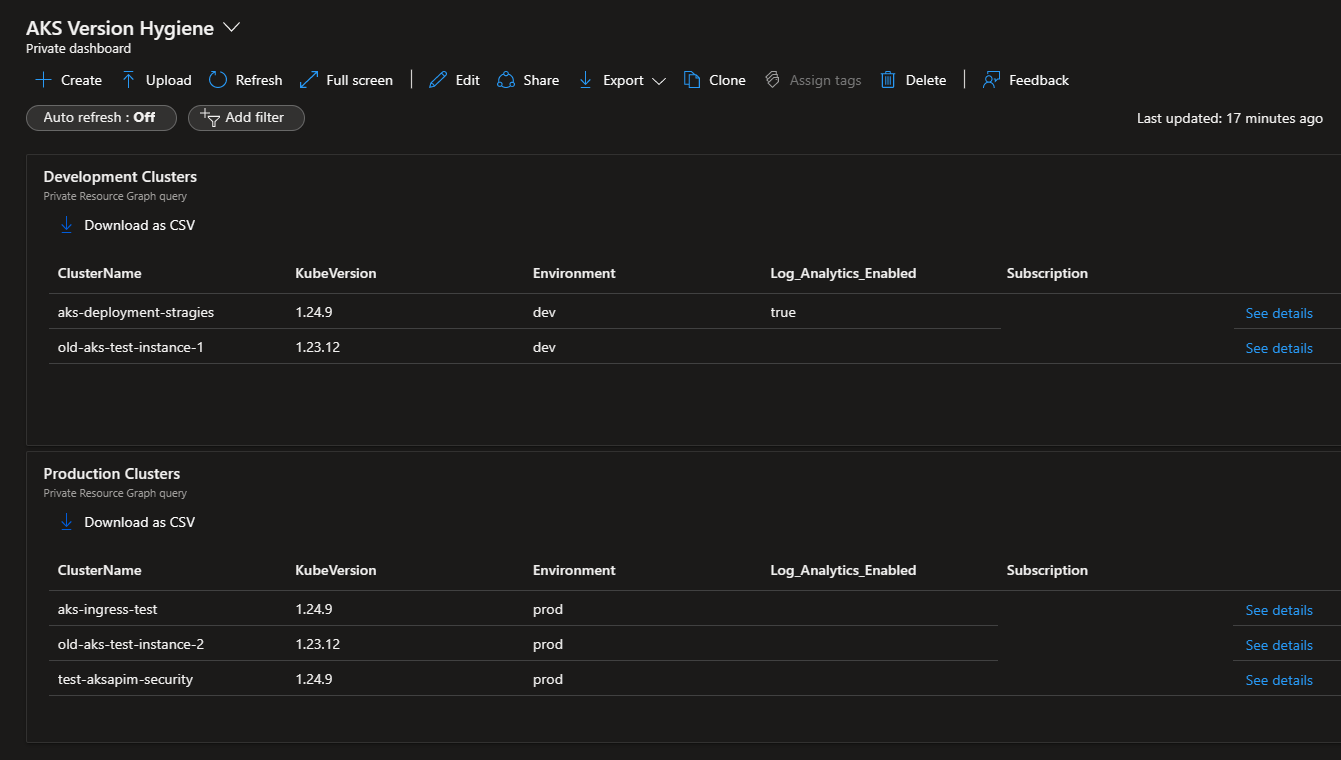 AKS Version Hygiene
Private dashboard
Create Upload Refresh Full screen Edit Share Export Clone Assign tags Delete Feedback
Auto refresh : Off Add filter Last updated: 17 minutes ago
Development Clusters
Private Resource Graph query
Download as CSV
ClusterName KubeVersion Environment Log_Analytics_Enabled Subscription
aks-deployment-stragies 1.24.9 dev true See details
old-aks-test-instance-1 1.23.12 dev See details
Production Clusters
Private Resource Graph query
Download as CSV
ClusterName KubeVersion Environment Log_Analytics_Enabled Subscription
aks-ingress-test 1.24.9 prod See details
old-aks-test-instance-2 1.23.12 prod See details
test-aksapim-security 1.24.9 prod See details